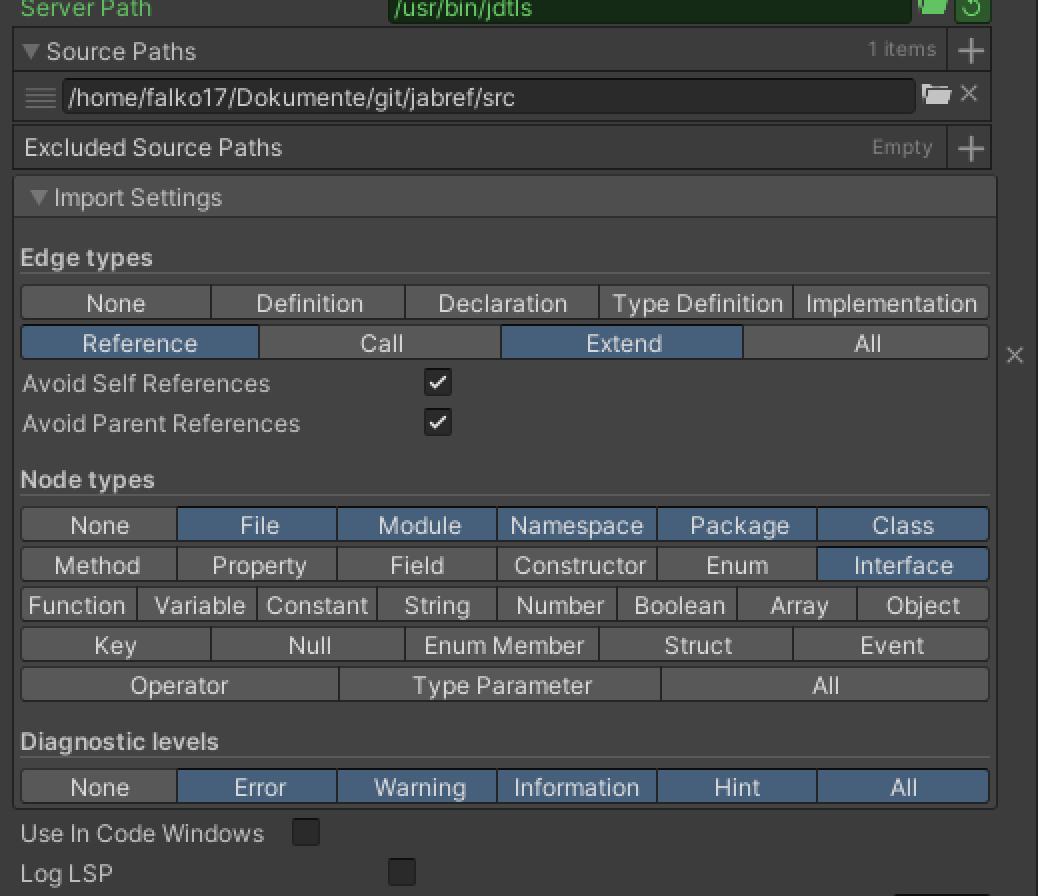 Server Path /usr/bin/jdtls
Source Paths 1 items
/home/falko17/Dokumente/git/jabref/src
Excluded Source Paths Empty
Import Settings
Edge types
None Definition Declaration Type Definition Implementation
Reference Call Extend All
Avoid Self References
Avoid Parent References
Node types
None File Module Namespace Package Class
Method Property Field Constructor Enum Interface
Function Variable Constant String Number Boolean Array Object
Key Null Enum Member Struct Event
Operator Type Parameter All
Diagnostic levels
None Error Warning Information Hint All
Use In Code Windows
Log LSP